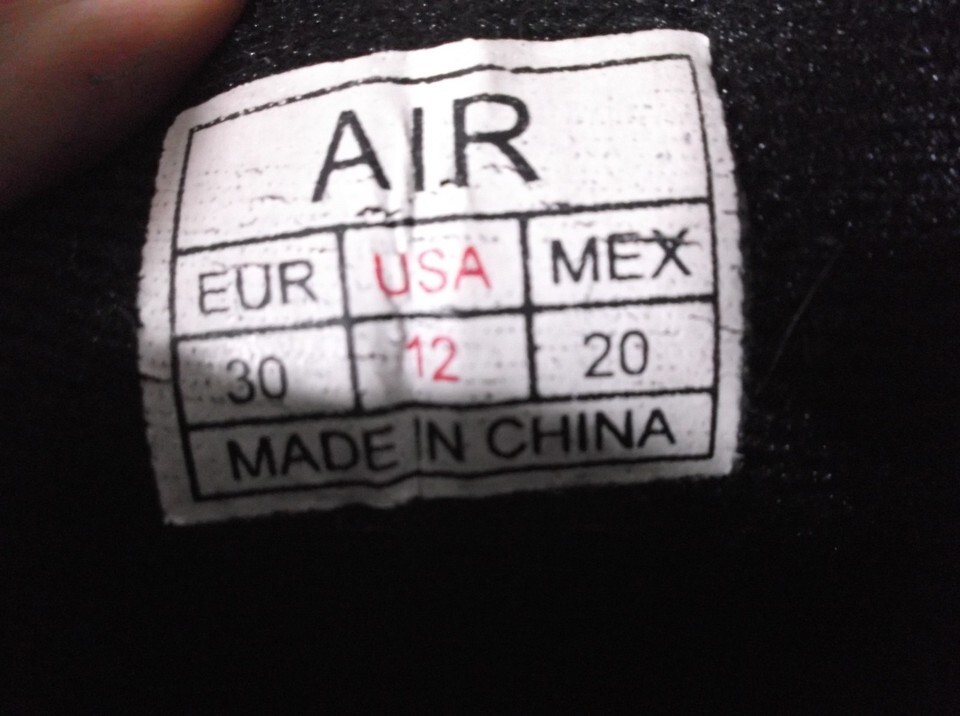 AIR
EUR USA MEX
30 12 20
MADE IN CHINA